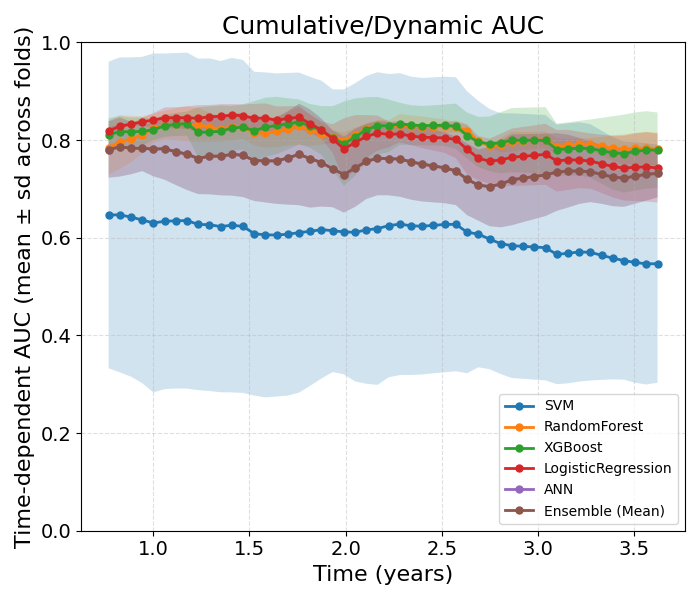 Cumulative/Dynamic AUC
Time-dependent AUC (mean ± sd across folds)
1.0
0.8
0.6
0.4
0.2
0.0
SVM
RandomForest
XGBoost
LogisticRegression
ANN
Ensemble (Mean)
1.0 1.5 2.0 2.5 3.0 3.5
Time (years)